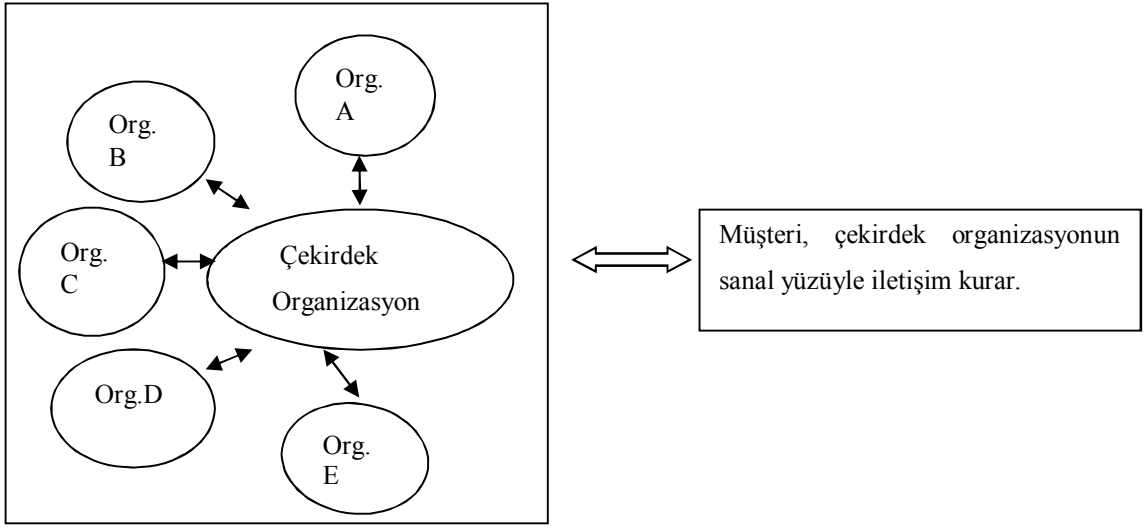 Org.
A
Org.
B
Org.
C
Çekirdek
Organizasyon
Org.D
Org.
E
Müşteri, çekirdek organizasyonun
sanal yüzüyle iletişim kurar.